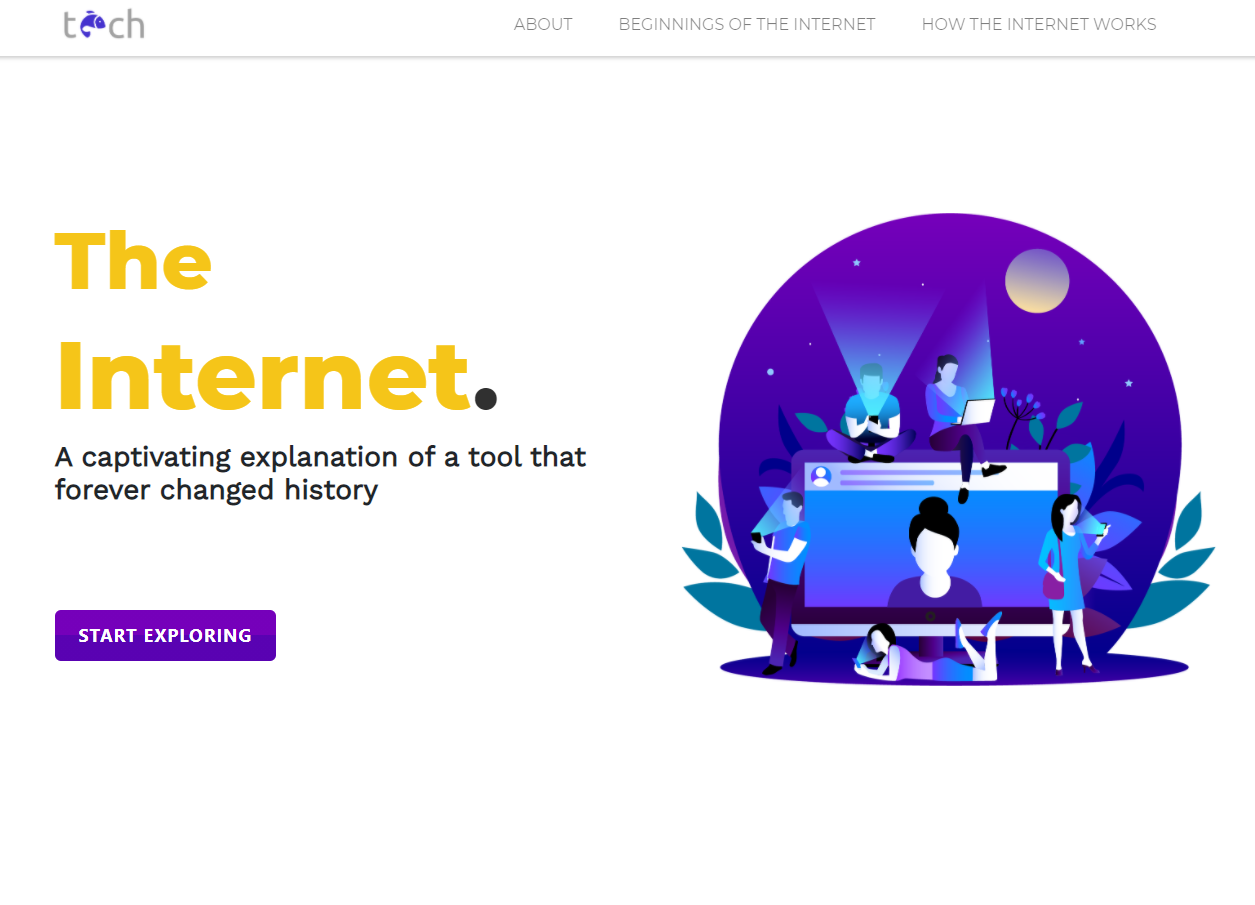 tech
ABOUT
BEGINNINGS OF THE INTERNET
HOW THE INTERNET WORKS
The
Internet.
A captivating explanation of a tool that
forever changed history
START EXPLORING